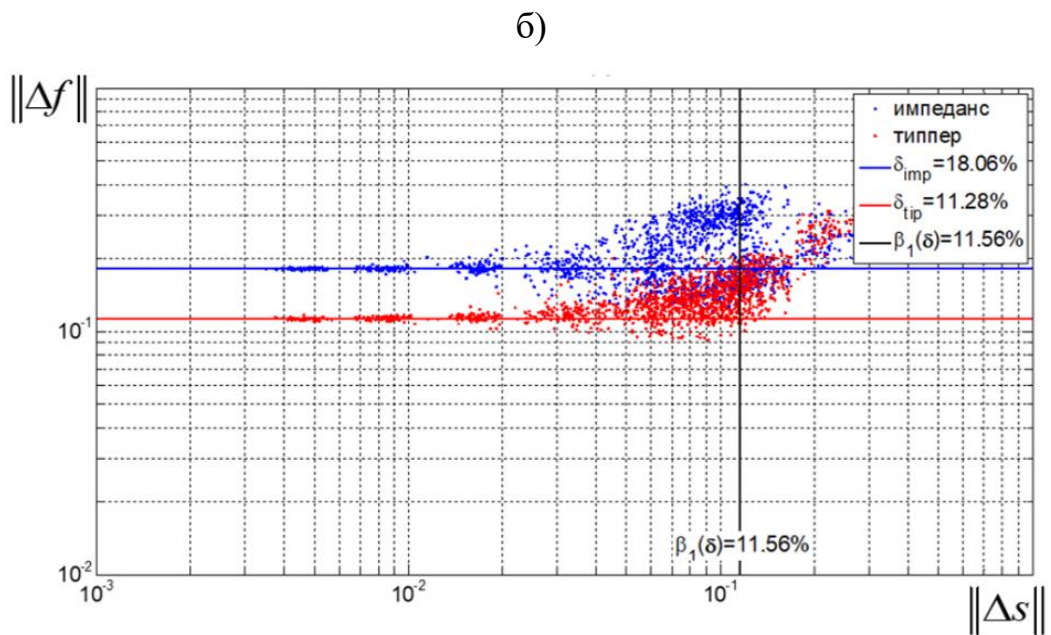 б)
‖Δf‖
импеданс
типпер
δimp=18.06%
δtip=11.28%
β1(δ)=11.56%
10^-1
β1(δ)=11.56%
10^-2
10^-3
10^-2
10^-1
‖Δs‖